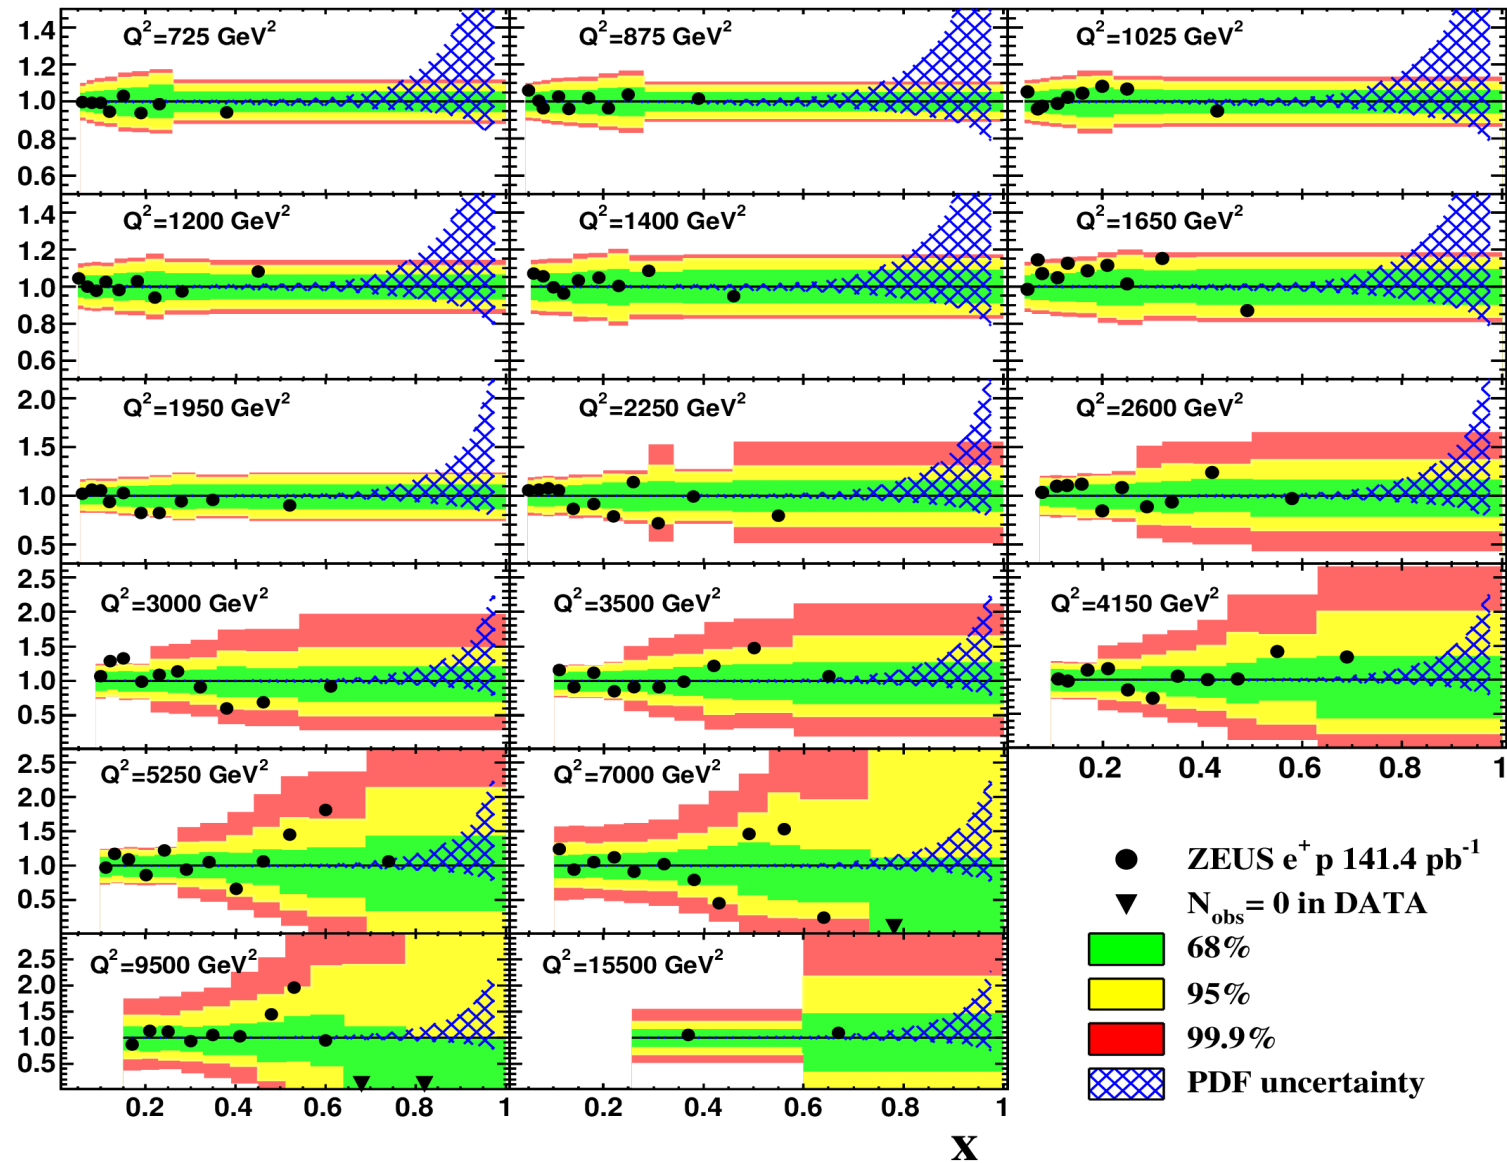 1.4
1.2
1.0
0.8
0.6
Q²=725 GeV²
Q²=875 GeV²
Q²=1025 GeV²
1.4
1.2
1.0
0.8
0.6
Q²=1200 GeV²
Q²=1400 GeV²
Q²=1650 GeV²
2.0
1.5
1.0
0.5
Q²=1950 GeV²
Q²=2250 GeV²
Q²=2600 GeV²
2.5
2.0
1.5
1.0
0.5
Q²=3000 GeV²
Q²=3500 GeV²
Q²=4150 GeV²
0.2 0.4 0.6 0.8 1
2.5
2.0
1.5
1.0
0.5
Q²=5250 GeV²
Q²=7000 GeV²
2.5
2.0
1.5
1.0
0.5
Q²=9500 GeV²
Q²=15500 GeV²
0.2 0.4 0.6 0.8 1
0.2 0.4 0.6 0.8 1
x
ZEUS e⁺ p 141.4 pb⁻¹
N_obs = 0 in DATA
68%
95%
99.9%
PDF uncertainty